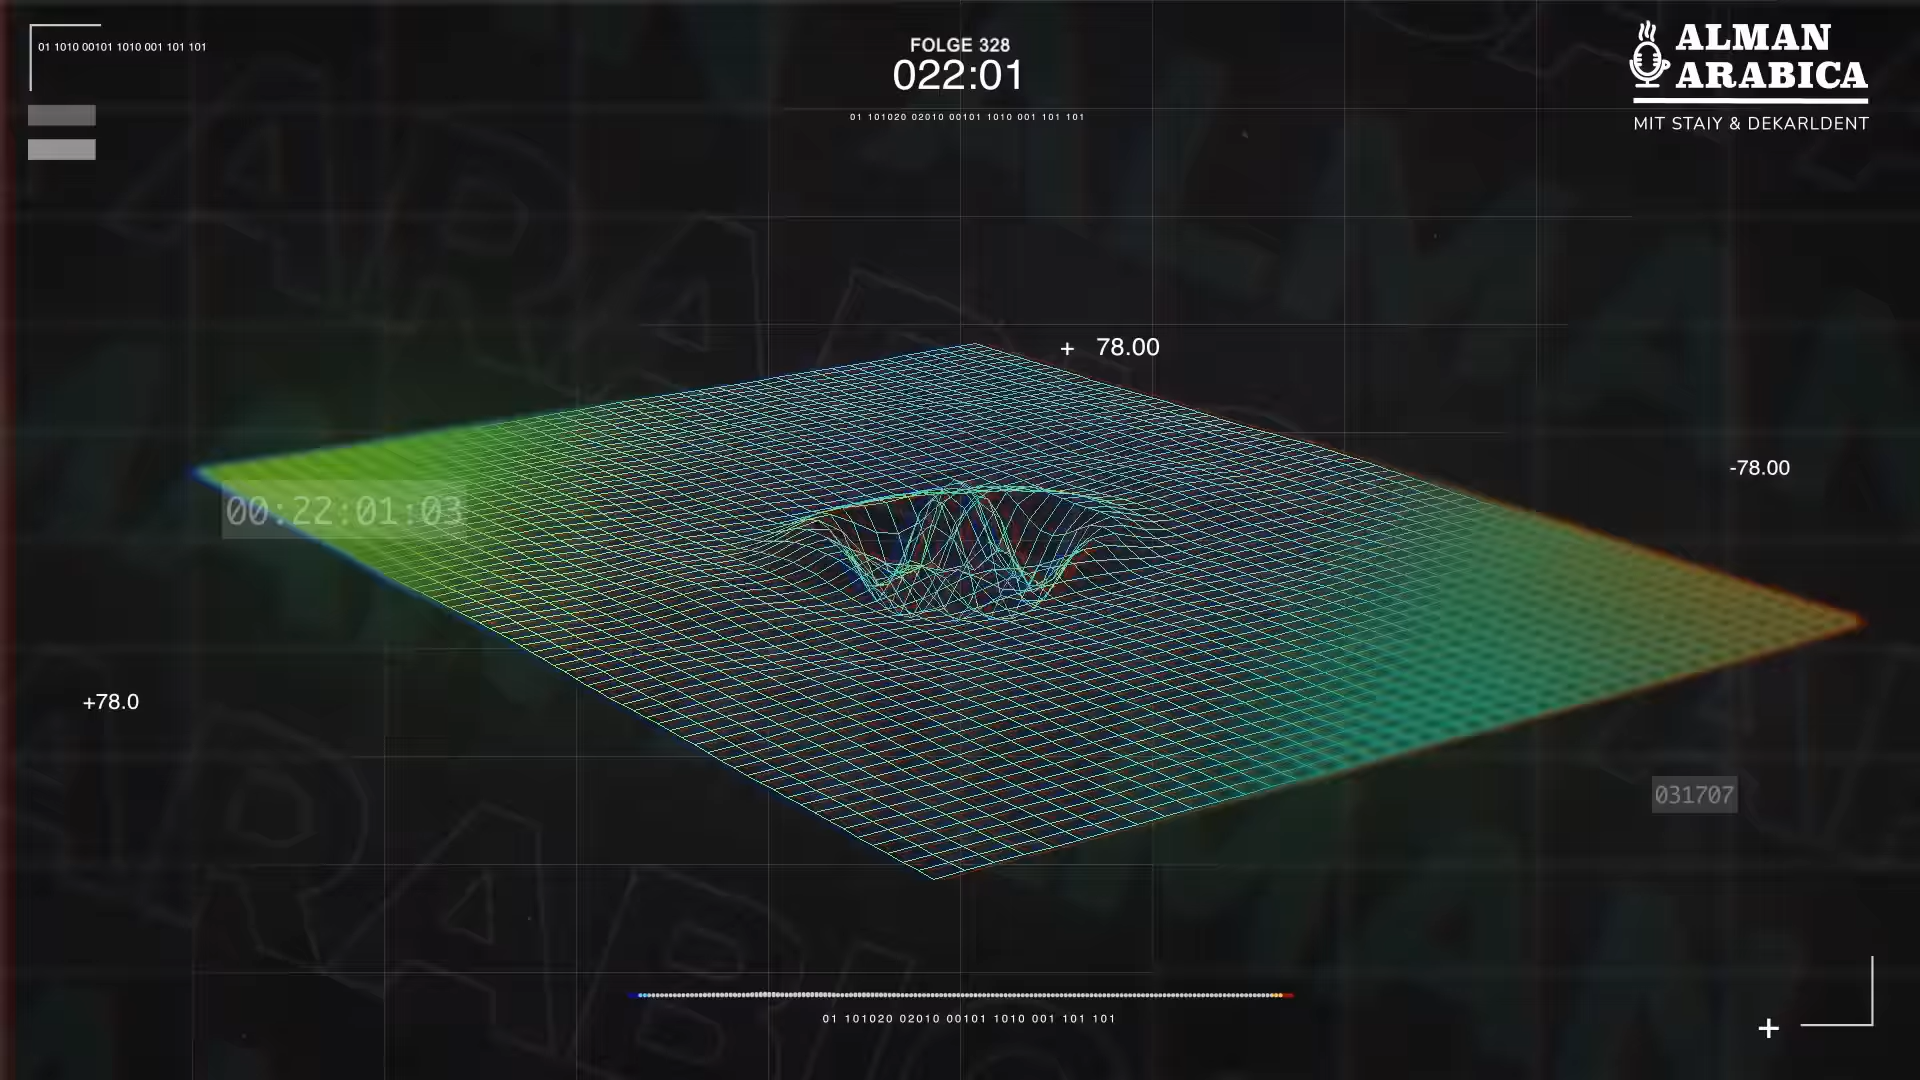 01 1010 00101 1010 001 101 101
FOLGE 328
022:01
01 101020 02010 00101 1010 001 101 101
ALMAN
ARABICA
MIT STAIY & DEKARLDENT
+ 78.00
-78.00
00:22:01:03
+78.0
031707
01 101020 02010 00101 1010 001 101 101
+